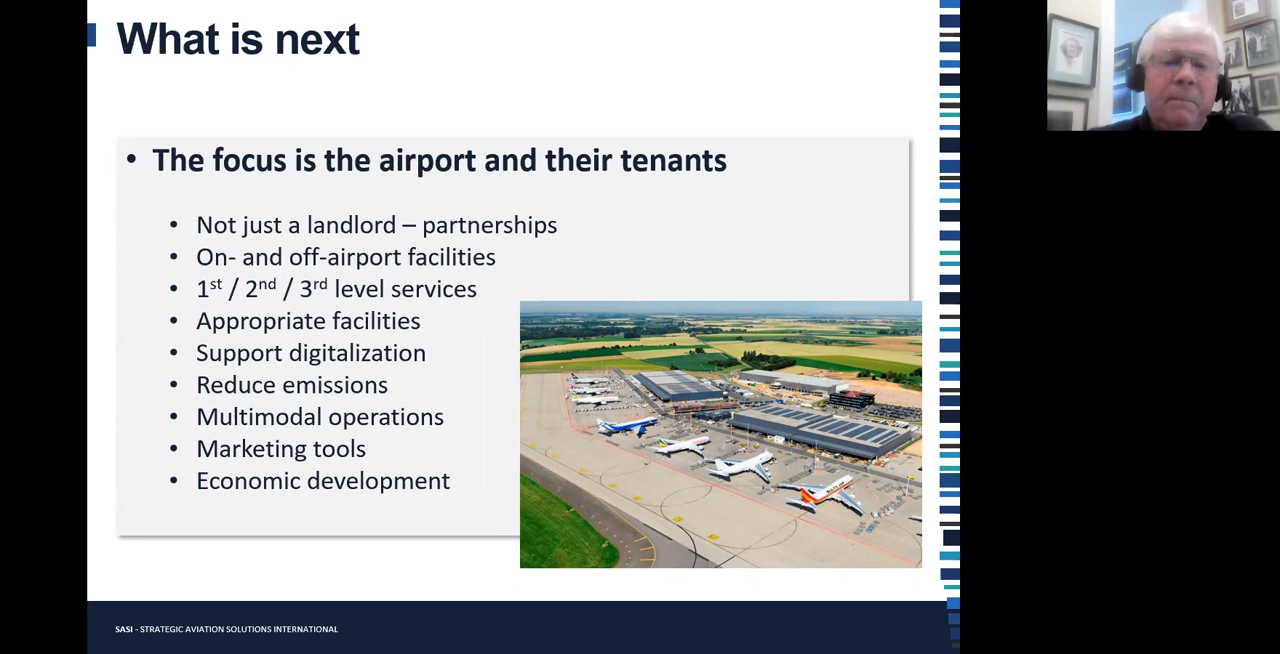 What is next
• The focus is the airport and their tenants
• Not just a landlord – partnerships
• On- and off-airport facilities
• 1st / 2nd / 3rd level services
• Appropriate facilities
• Support digitalization
• Reduce emissions
• Multimodal operations
• Marketing tools
• Economic development
SASI - STRATEGIC AVIATION SOLUTIONS INTERNATIONAL